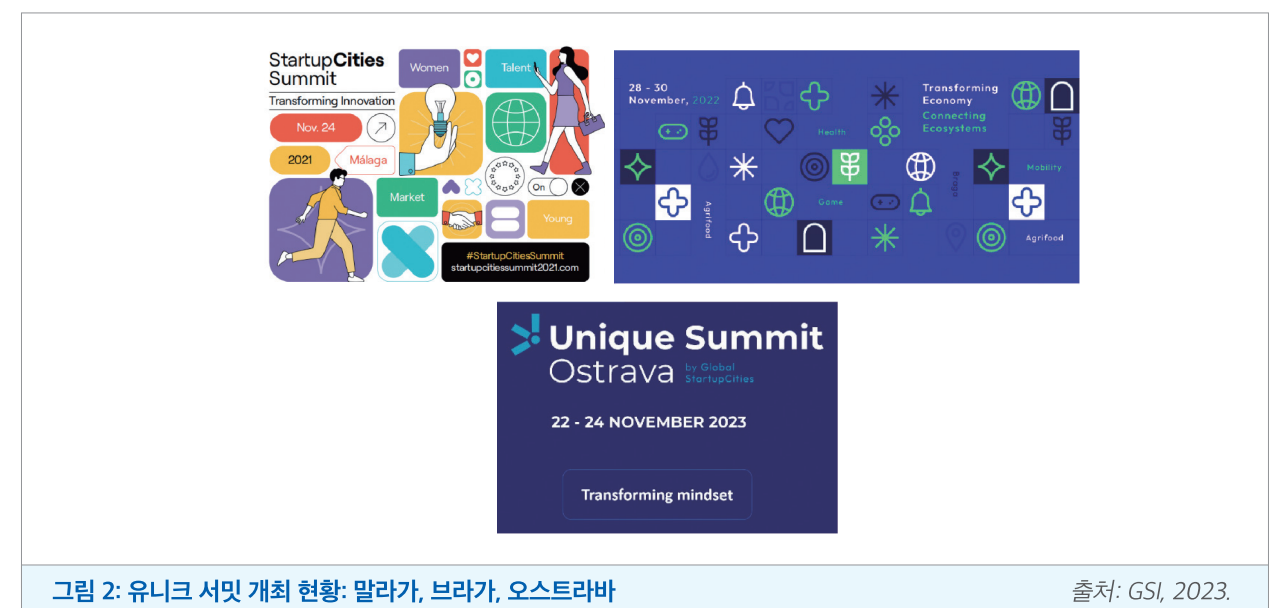 StartupCities
Summit
Transforming Innovation
Nov. 24
2021
Málaga
Women
Talent
Market
On
Young
#StartupCitiesSummit
startupcitiessummit2021.com
28 - 30
November, 2022
Transforming
Economy
Connecting
Ecosystems
Health
Mobility
Braga
Game
Agrifood
Agrifood
Unique Summit
Ostrava
by Global
StartupCities
22 - 24 NOVEMBER 2023
Transforming mindset
그림 2: 유니크 서밋 개최 현황: 말라가, 브라가, 오스트라바
출처: GSI, 2023.